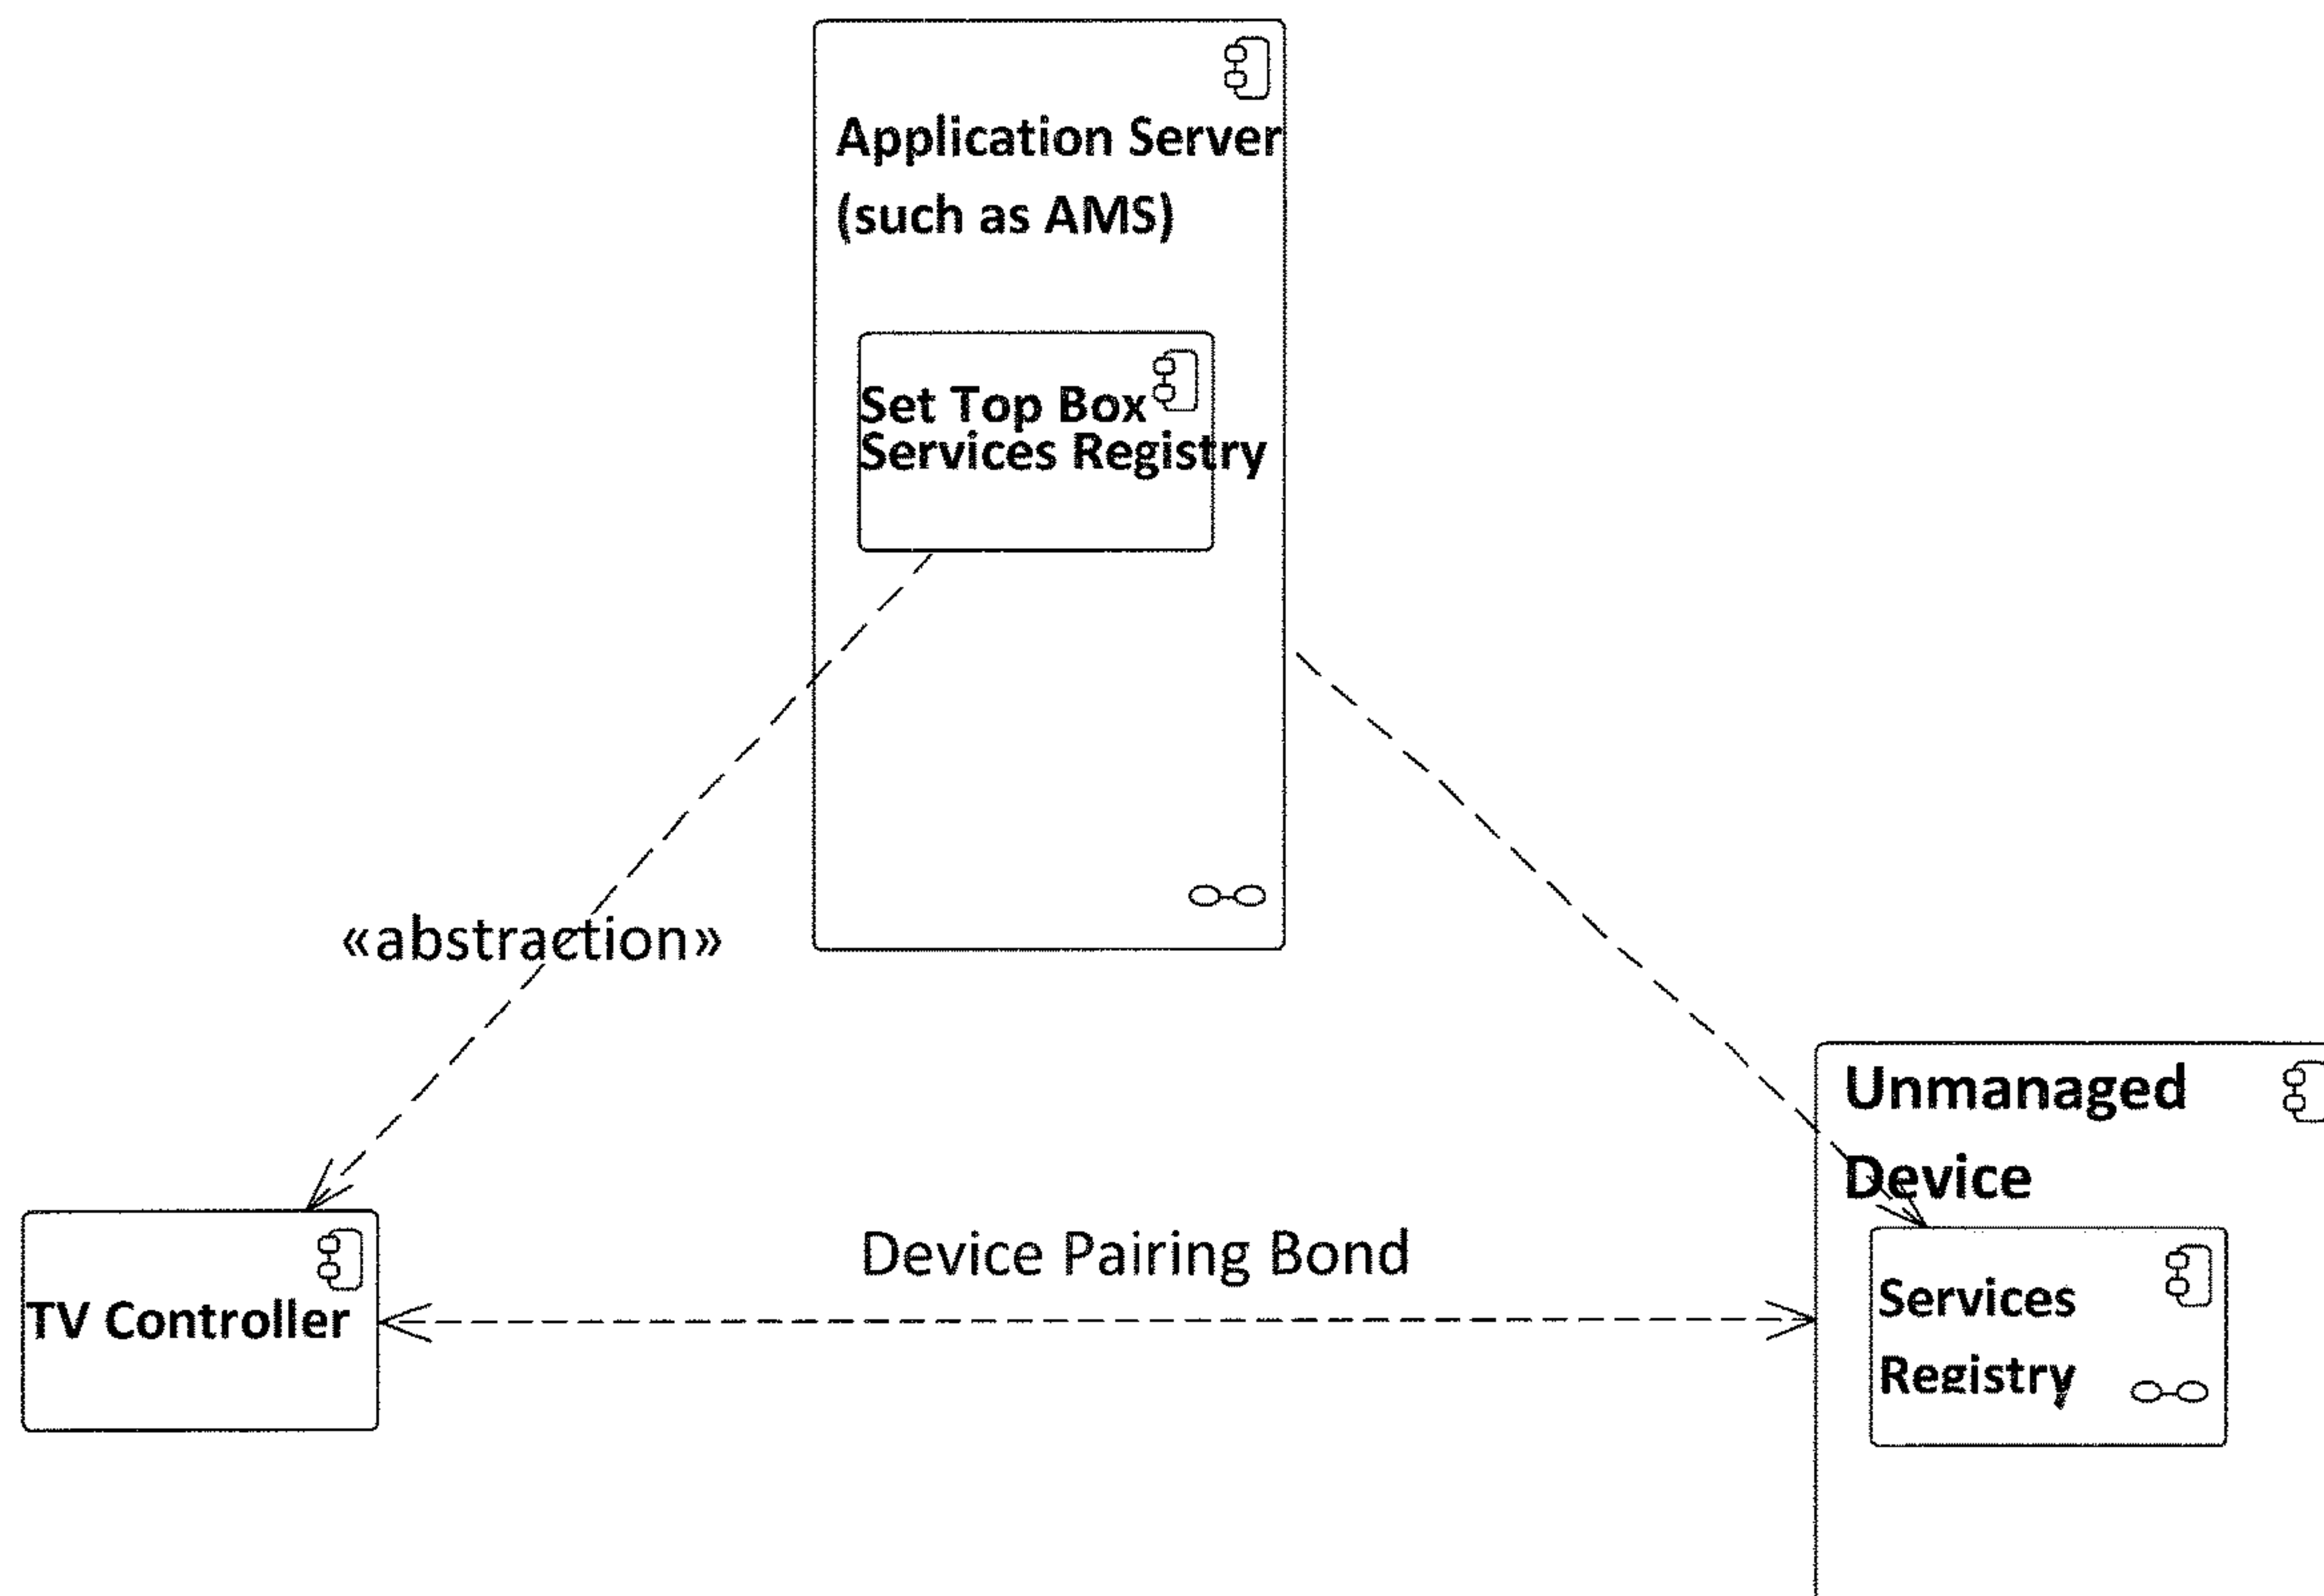 Application Server
(such as AMS)
Set Top Box
Services Registry
«abstraction»
Unmanaged
Device
Device Pairing Bond
TV Controller
Services
Registry